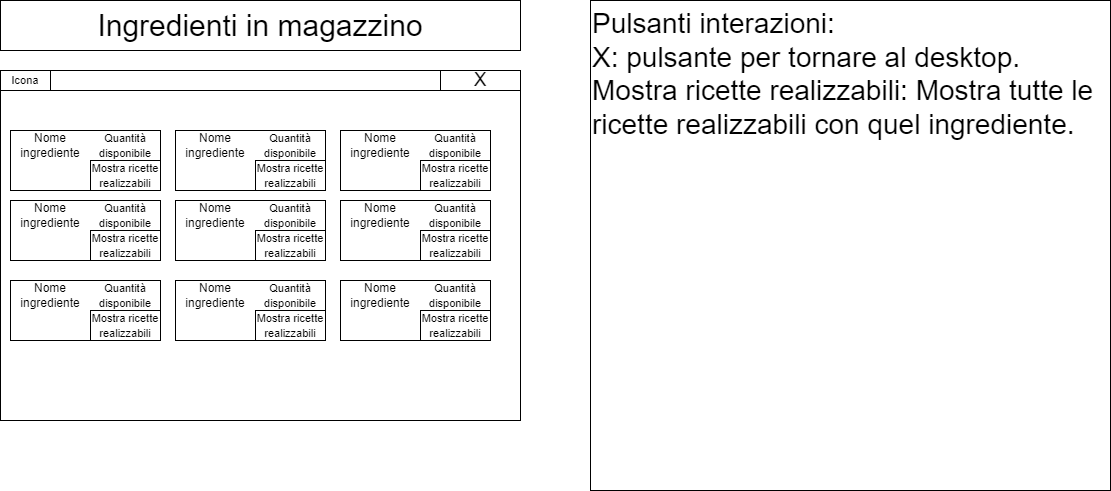 Ingredienti in magazzino
Icona
X
Nome
ingrediente
Quantità
disponibile
Mostra ricette
realizzabili
Nome
ingrediente
Quantità
disponibile
Mostra ricette
realizzabili
Nome
ingrediente
Quantità
disponibile
Mostra ricette
realizzabili
Nome
ingrediente
Quantità
disponibile
Mostra ricette
realizzabili
Nome
ingrediente
Quantità
disponibile
Mostra ricette
realizzabili
Nome
ingrediente
Quantità
disponibile
Mostra ricette
realizzabili
Nome
ingrediente
Quantità
disponibile
Mostra ricette
realizzabili
Nome
ingrediente
Quantità
disponibile
Mostra ricette
realizzabili
Nome
ingrediente
Quantità
disponibile
Mostra ricette
realizzabili
Pulsanti interazioni:
X: pulsante per tornare al desktop.
Mostra ricette realizzabili: Mostra tutte le
ricette realizzabili con quel ingrediente.